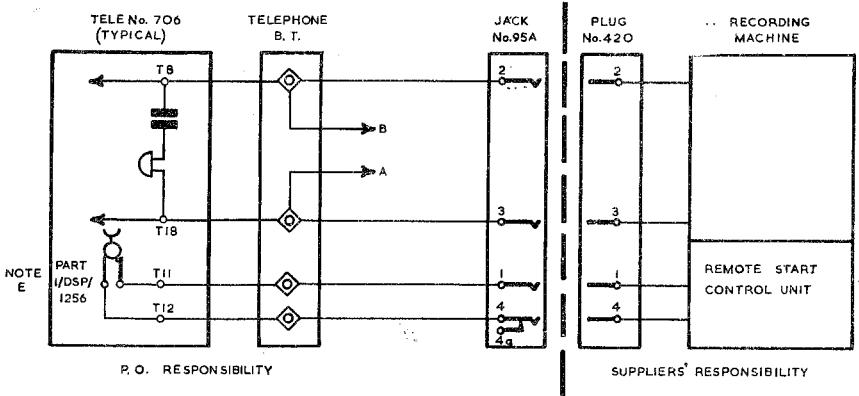 TELE No. 706
(TYPICAL)
TELEPHONE
B. T.
JACK
No.95A
PLUG
No.420
RECORDING
MACHINE
T8
2
2
B
A
T18
3
3
NOTE
E
PART
1/DSP/
1256
T11
1
1
T12
4
4a
4
REMOTE START
CONTROL UNIT
P.O. RESPONSIBILITY
SUPPLIERS' RESPONSIBILITY